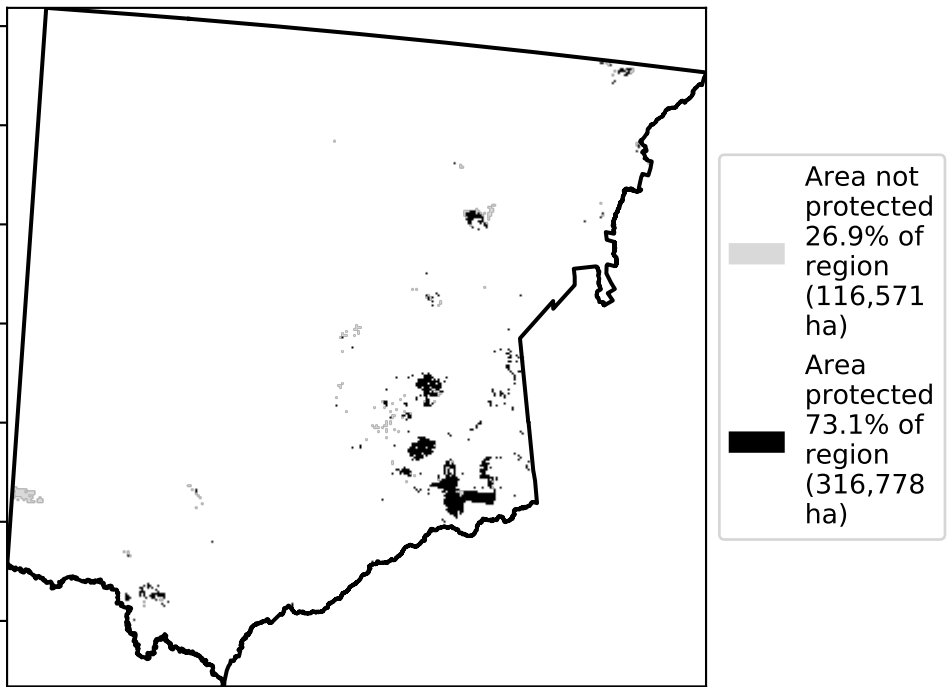 Area not
protected
26.9% of
region
(116,571
ha)
Area
protected
73.1% of
region
(316,778
ha)